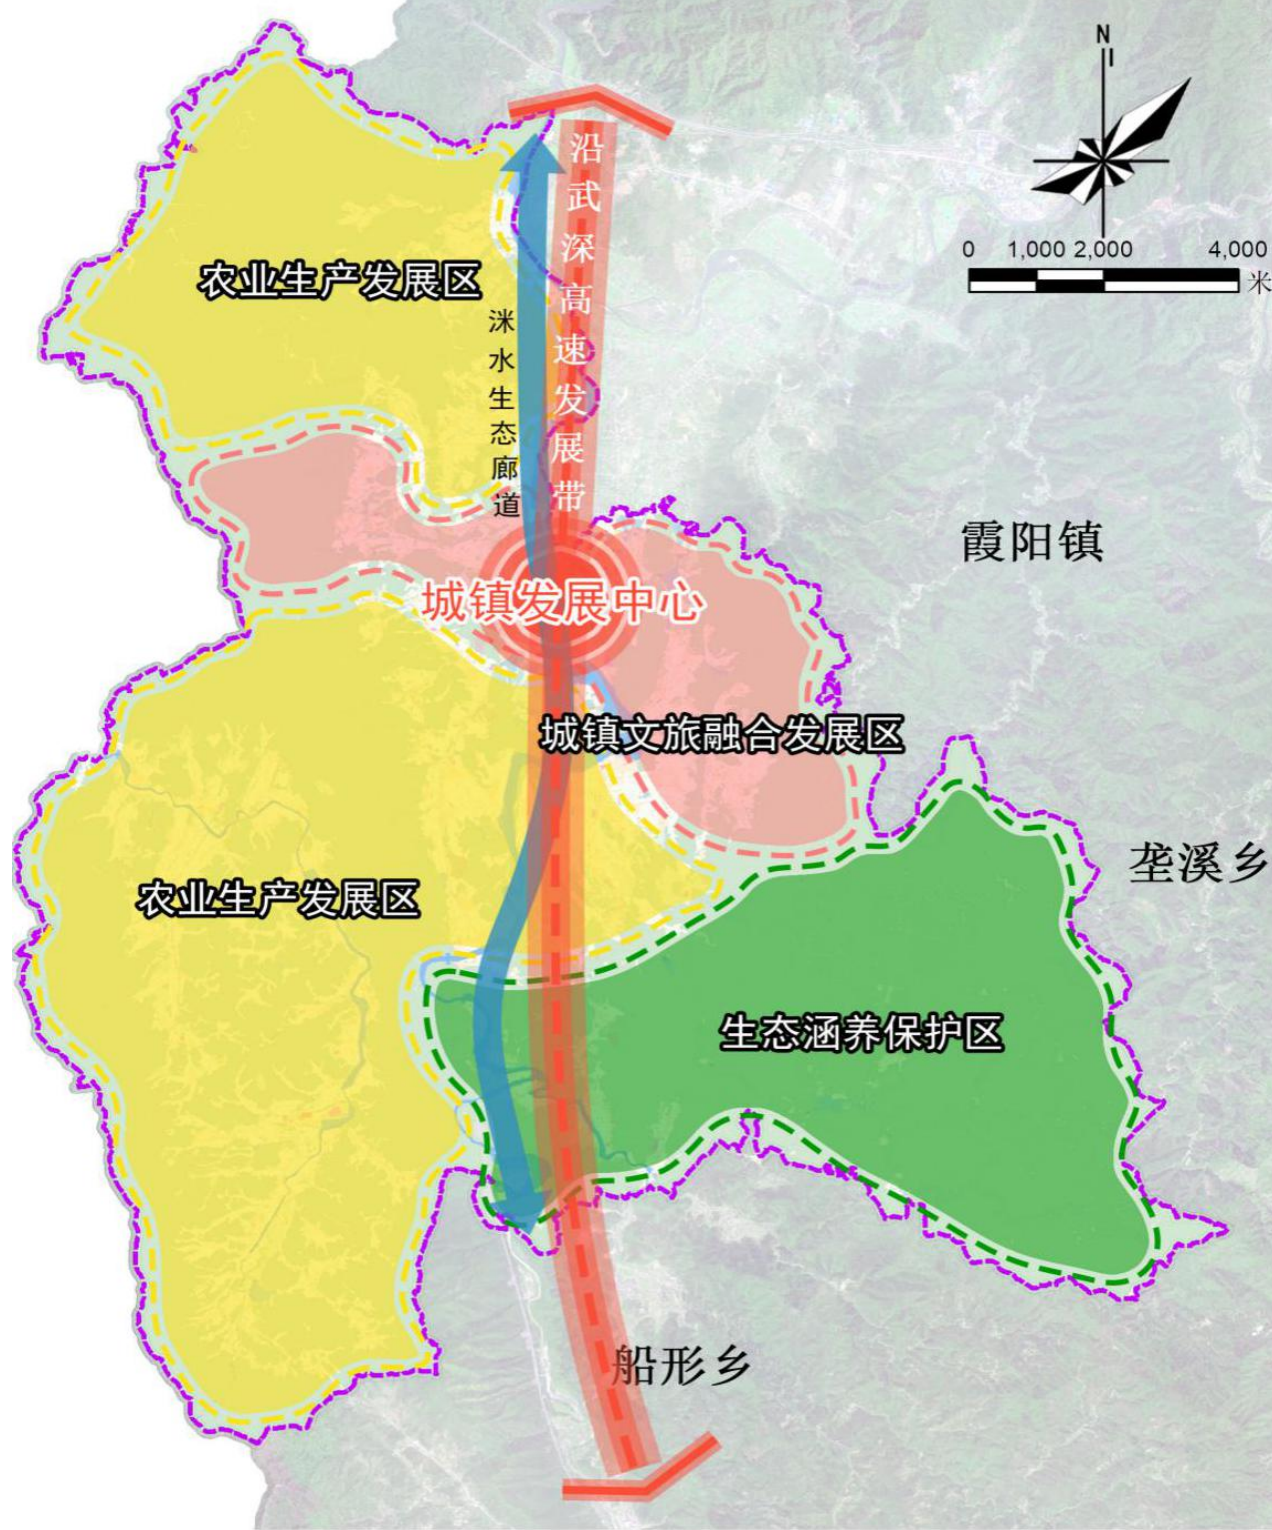 N
0 1,000 2,000 4,000
米
沿武深高速发展带
农业生产发展区
洣水生态廊道
霞阳镇
城镇发展中心
城镇文旅融合发展区
垄溪乡
农业生产发展区
生态涵养保护区
船形乡